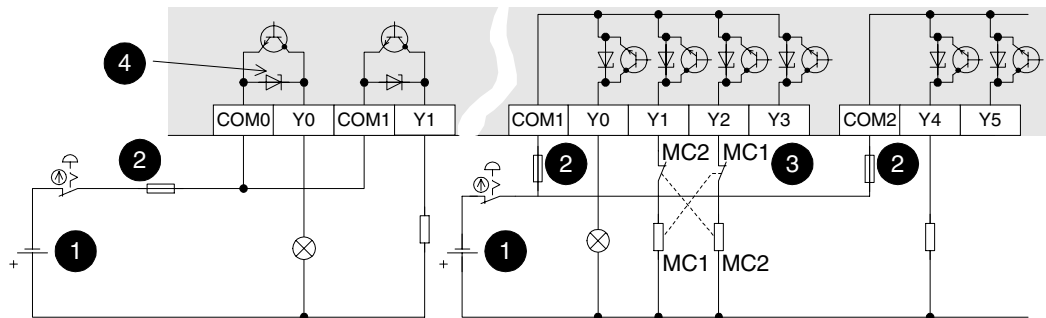 4
COM0 Y0 COM1 Y1 COM1 Y0 Y1 Y2 Y3 COM2 Y4 Y5
2 2 MC2 MC1 3 2
1 + 1 +
MC1 MC2